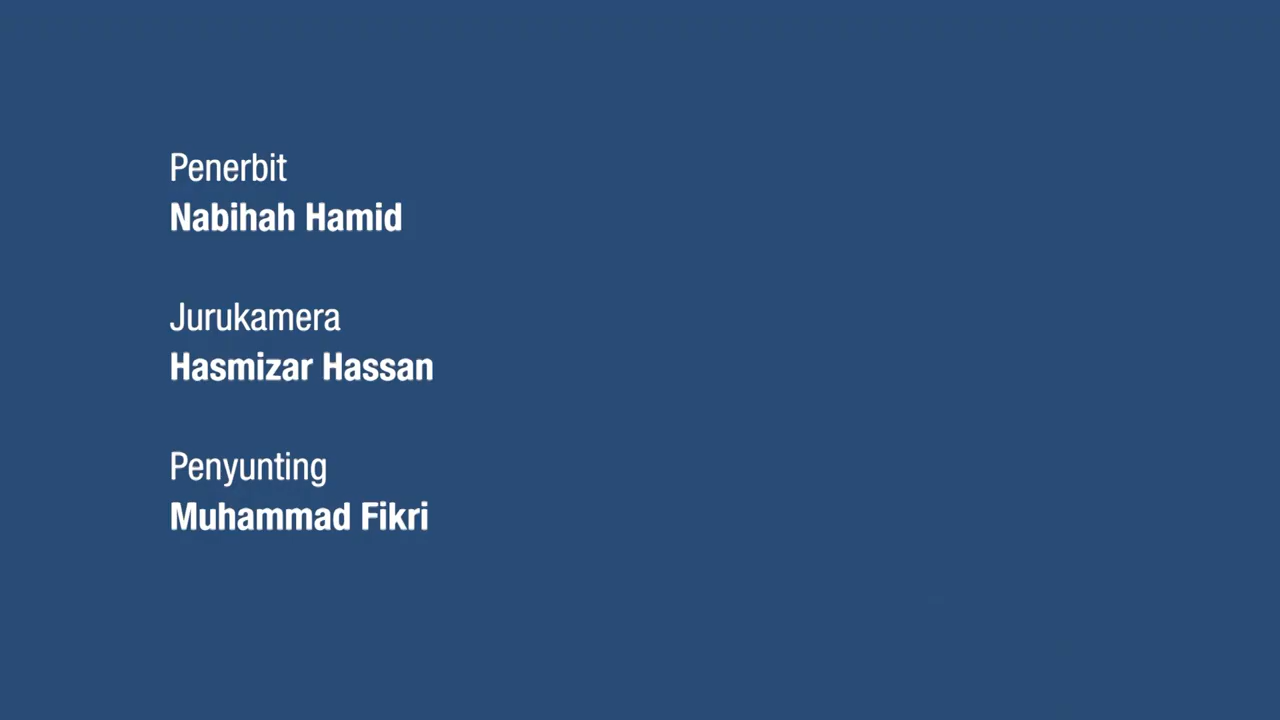 Penerbit
Nabihah Hamid
Jurukamera
Hasmizar Hassan
Penyunting
Muhammad Fikri